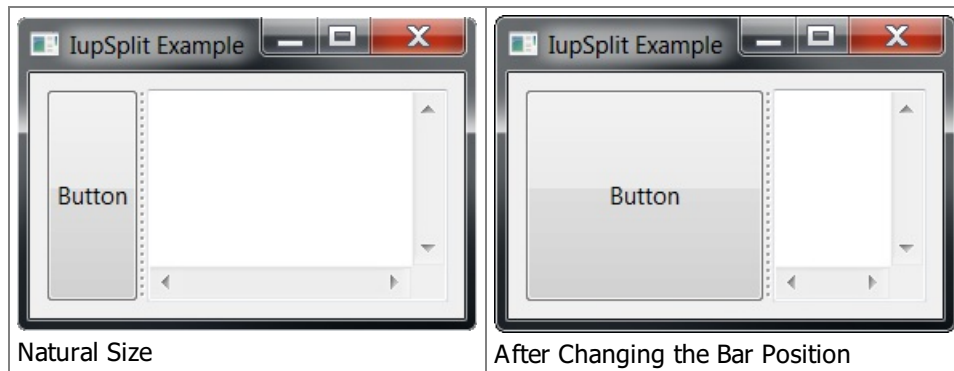 IupSplit Example
Button
Natural Size
IupSplit Example
Button
After Changing the Bar Position